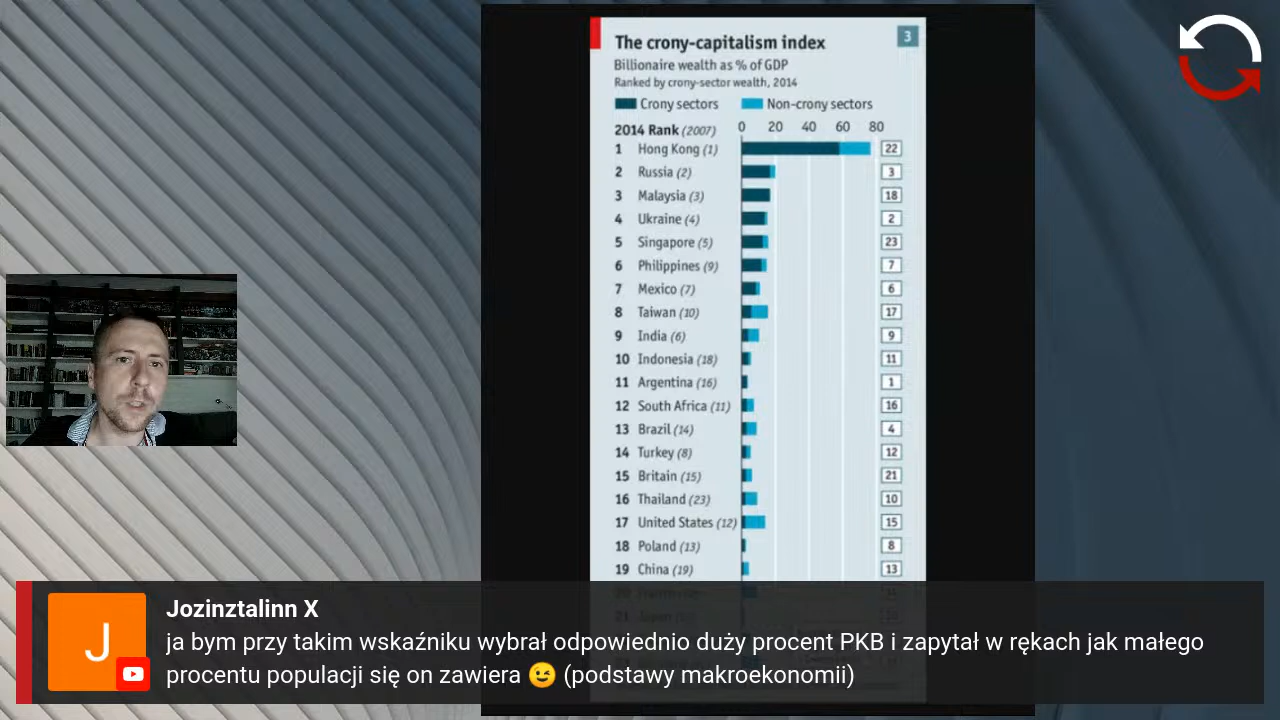 The crony-capitalism index
3
Billionaire wealth as % of GDP
Ranked by crony-sector wealth, 2014
Crony sectors Non-crony sectors
2014 Rank (2007) 0 20 40 60 80
1 Hong Kong (1) 22
2 Russia (2) 3
3 Malaysia (3) 18
4 Ukraine (4) 2
5 Singapore (5) 23
6 Philippines (9) 7
7 Mexico (7) 6
8 Taiwan (10) 17
9 India (6) 9
10 Indonesia (18) 11
11 Argentina (16) 1
12 South Africa (11) 16
13 Brazil (14) 4
14 Turkey (8) 12
15 Britain (15) 21
16 Thailand (23) 10
17 United States (12) 15
18 Poland (13) 8
19 China (19) 13
J
Jozinztalinn X
ja bym przy takim wskaźniku wybrał odpowiednio duży procent PKB i zapytał w rękach jak małego
procentu populacji się on zawiera 😉 (podstawy makroekonomii)